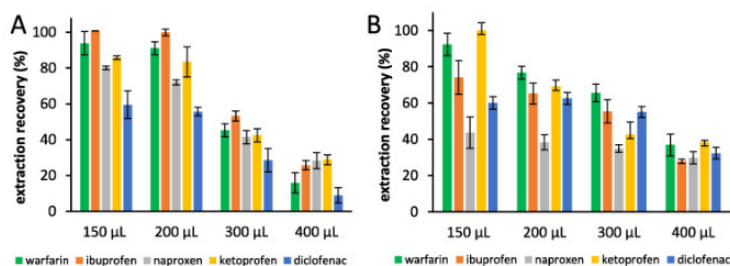 A
extraction recovery (%)
100
80
60
40
20
0
150 µL 200 µL 300 µL 400 µL
warfarin ibuprofen naproxen ketoprofen diclofenac
B
extraction recovery (%)
100
80
60
40
20
0
150 µL 200 µL 300 µL 400 µL
warfarin ibuprofen naproxen ketoprofen diclofenac